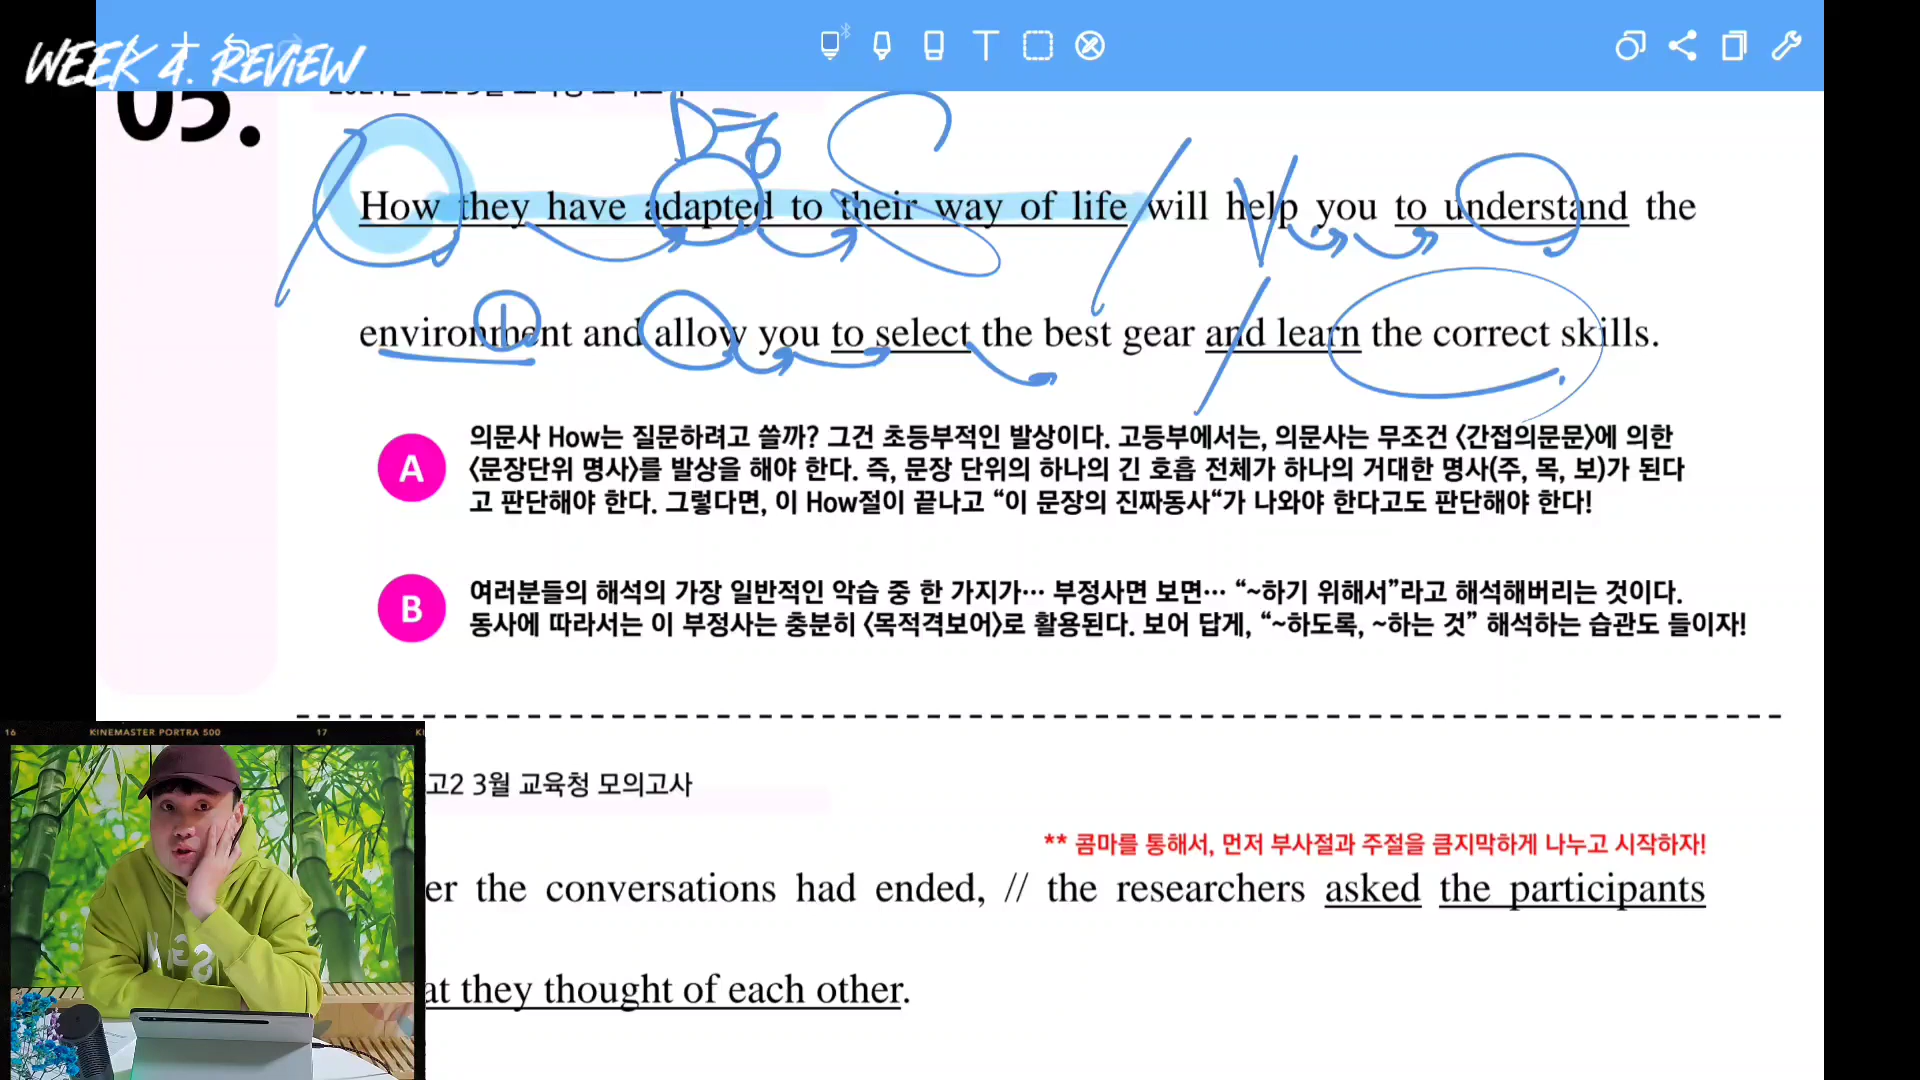 WEEK 4. REVIEW
05.
How they have adapted to their way of life will help you to understand the
environment and allow you to select the best gear and learn the correct skills.
A
의문사 How는 질문하려고 쓸까? 그건 초등부적인 발상이다. 고등부에서는, 의문사는 무조건 <간접의문문>에 의한
<문장단위 명사>를 발상을 해야 한다. 즉, 문장 단위의 하나의 긴 호흡 전체가 하나의 거대한 명사(주, 목, 보)가 된다
고 판단해야 한다. 그렇다면, 이 How절이 끝나고 “이 문장의 진짜동사“가 나와야 한다고도 판단해야 한다!
B
여러분들의 해석의 가장 일반적인 악습 중 한 가지가… 부정사면 보면… “~하기 위해서”라고 해석해버리는 것이다.
동사에 따라서는 이 부정사는 충분히 <목적격보어>로 활용된다. 보어 답게, “~하도록, ~하는 것” 해석하는 습관도 들이자!
고2 3월 교육청 모의고사
** 콤마를 통해서, 먼저 부사절과 주절을 큼지막하게 나누고 시작하자!
er the conversations had ended, // the researchers asked the participants
at they thought of each other.
16 KINEMASTER PORTRA 500 17 KI